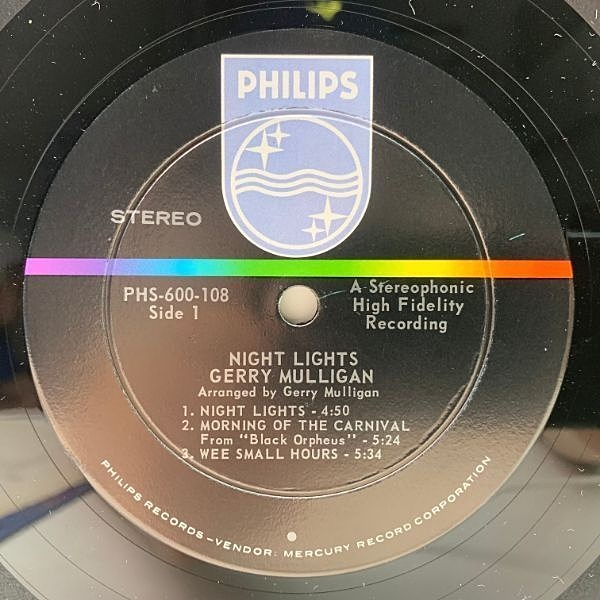 PHILIPS
STEREO
PHS-600-108
Side 1
A Stereophonic
High Fidelity
Recording
NIGHT LIGHTS
GERRY MULLIGAN
Arranged by Gerry Mulligan
1. NIGHT LIGHTS - 4:50
2. MORNING OF THE CARNIVAL
From "Black Orpheus" - 5:24
3. WEE SMALL HOURS - 5:34
PHILIPS RECORDS - VENDOR: MERCURY RECORD CORPORATION